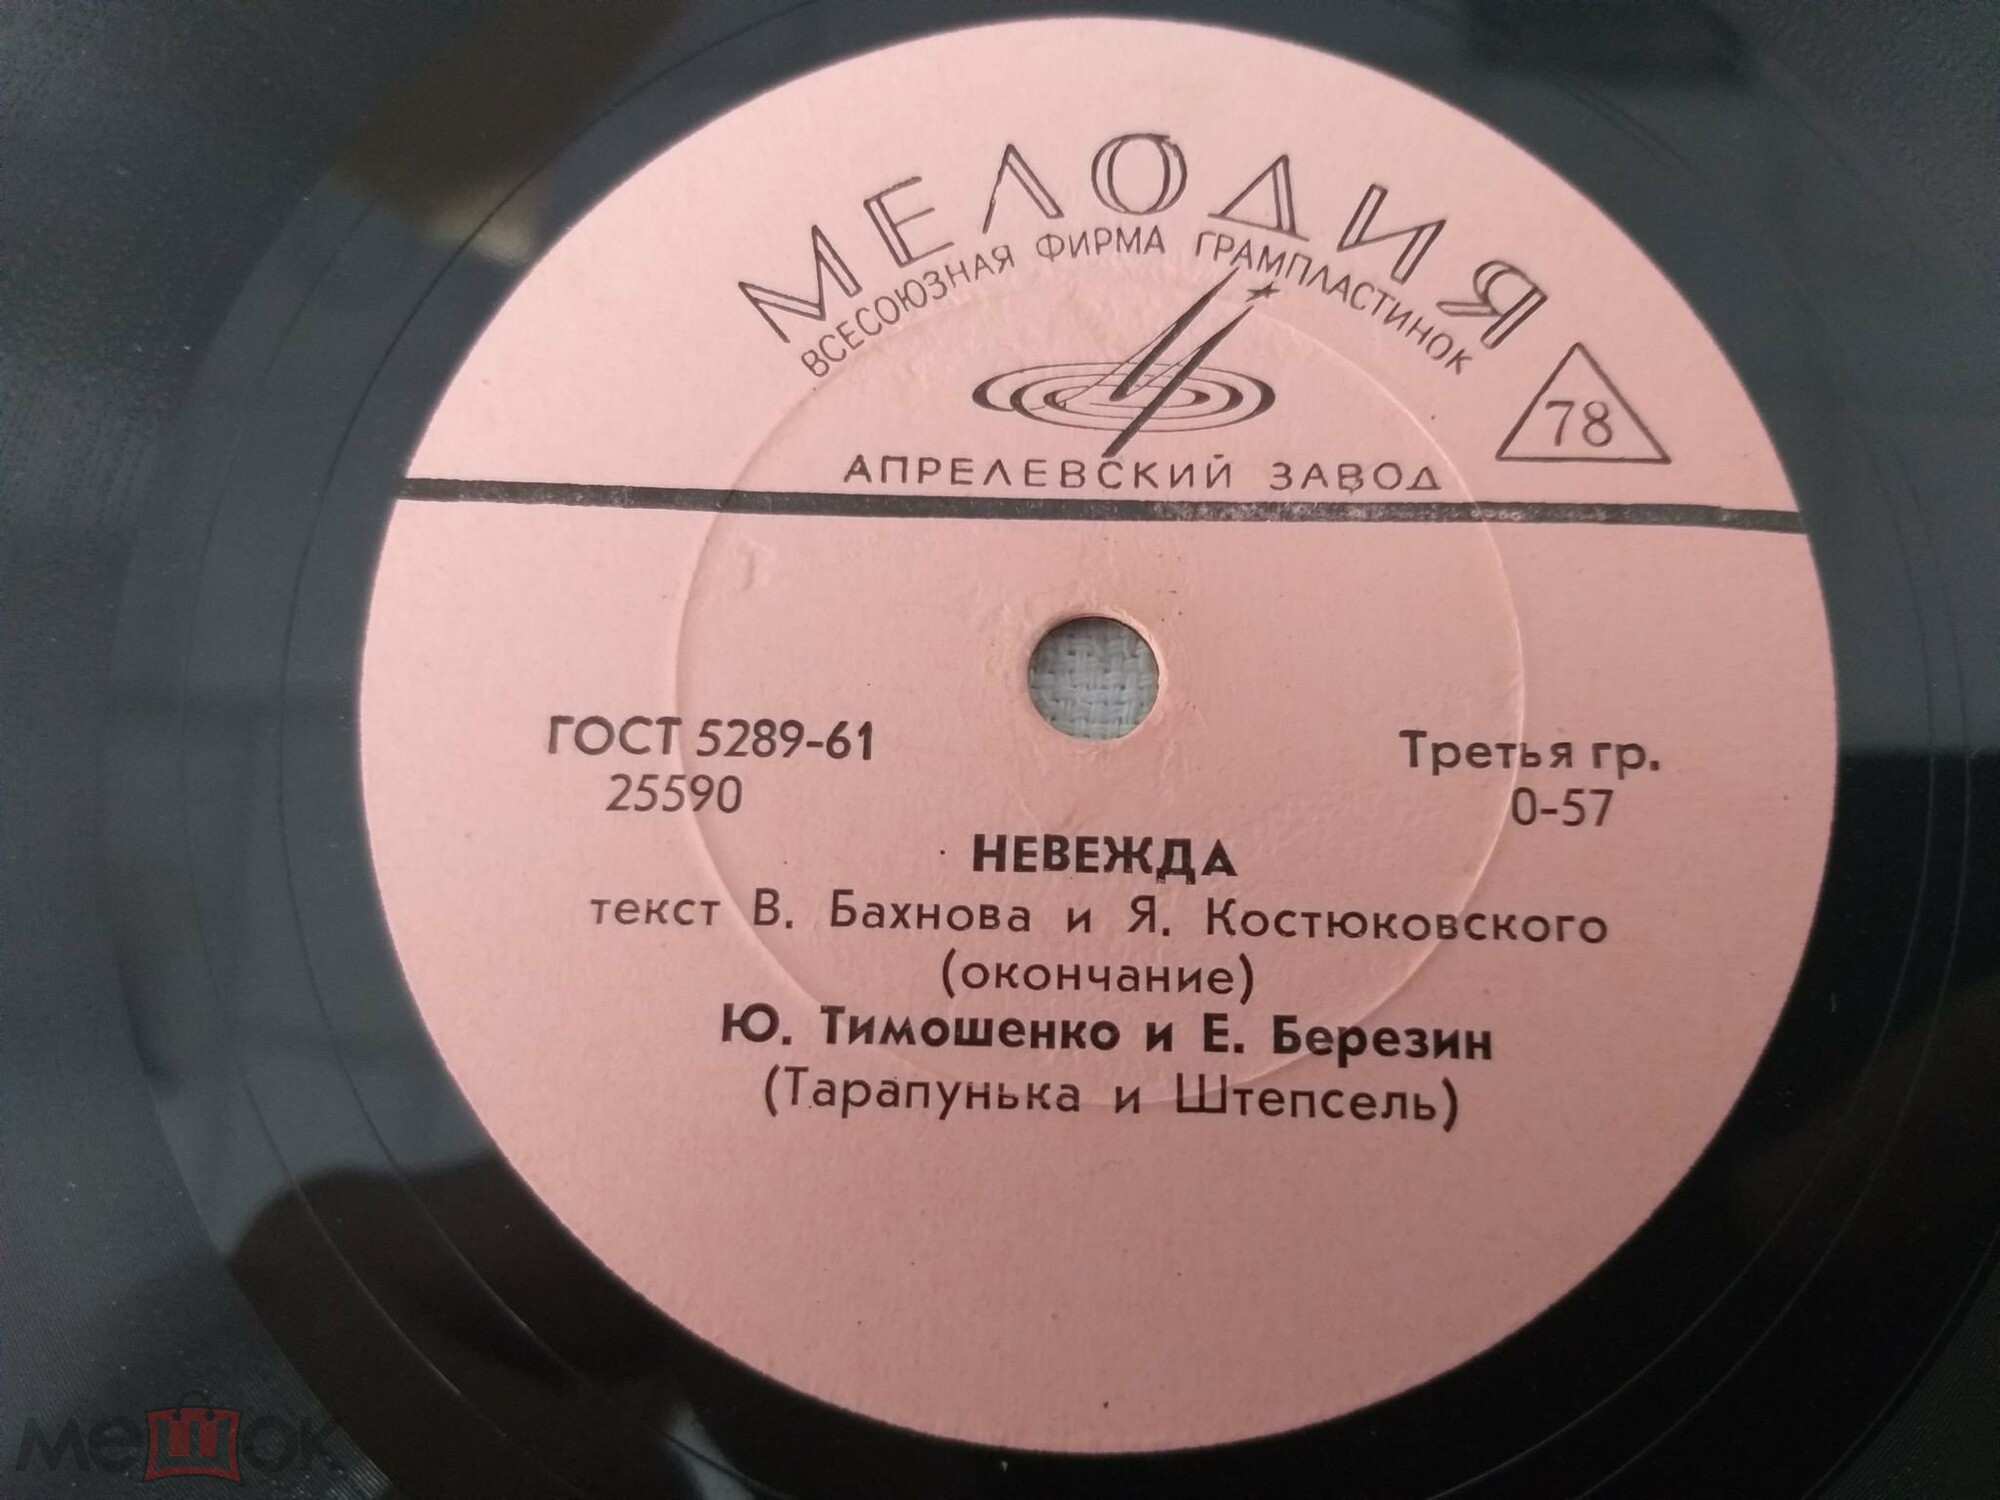 МЕЛОДИЯ
ВСЕСОЮЗНАЯ ФИРМА ГРАМПЛАСТИНОК
78
АПРЕЛЕВСКИЙ ЗАВОД
ГОСТ 5289-61
25590
Третья гр.
0-57
НЕВЕЖДА
текст В. Бахнова и Я. Костюковского
(окончание)
Ю. Тимошенко и Е. Березин
(Тарапунька и Штепсель)
мешок